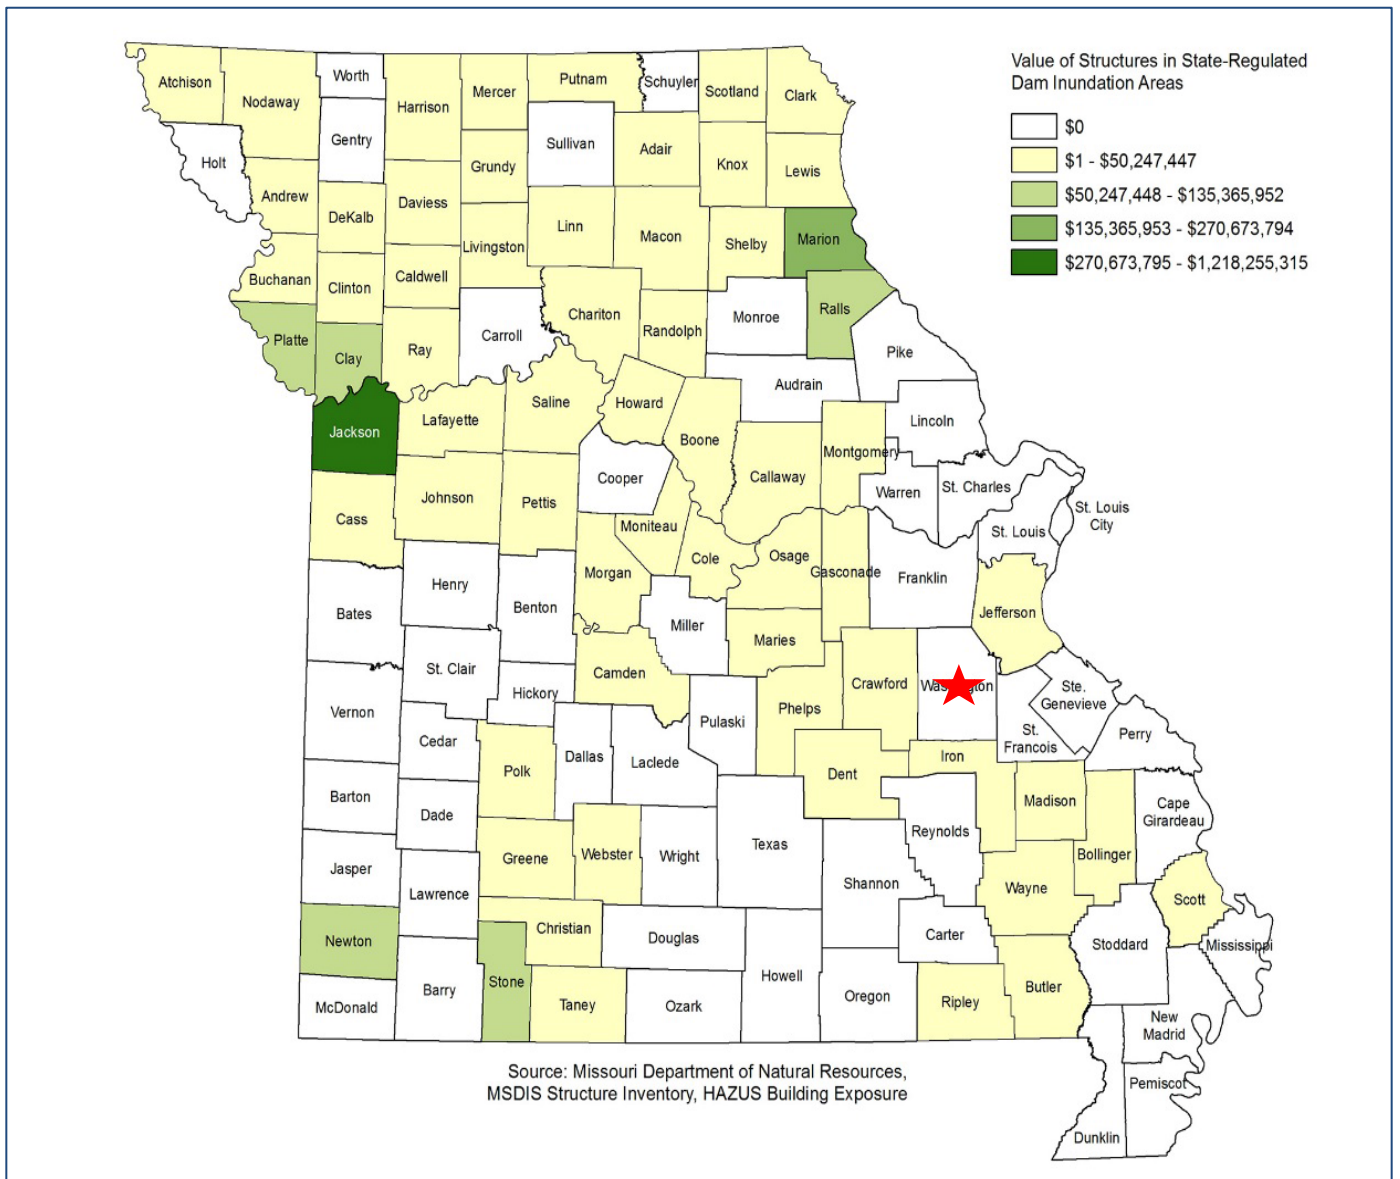 Value of Structures in State-Regulated
Dam Inundation Areas
$0
$1 - $50,247,447
$50,247,448 - $135,365,952
$135,365,953 - $270,673,794
$270,673,795 - $1,218,255,315
Atchison
Nodaway
Worth
Harrison
Mercer
Putnam
Schuyler
Scotland
Clark
Holt
Gentry
Grundy
Sullivan
Adair
Knox
Lewis
Andrew
DeKalb
Daviess
Livingston
Linn
Macon
Shelby
Marion
Buchanan
Clinton
Caldwell
Chariton
Randolph
Monroe
Ralls
Platte
Clay
Ray
Carroll
Pike
Audrain
Jackson
Lafayette
Saline
Howard
Boone
Lincoln
Cooper
Callaway
Montgomery
Warren
St. Charles
St. Louis
St. Louis
City
Cass
Johnson
Pettis
Moniteau
Cole
Osage
Gasconade
Franklin
Jefferson
Morgan
Henry
Benton
Bates
Miller
Maries
St. Clair
Camden
Crawford
Hickory
Vernon
Phelps
Pulaski
Ste.
Genevieve
St.
Francois
Perry
Cedar
Dallas
Laclede
Iron
Polk
Dent
Madison
Barton
Dade
Cape
Girardeau
Reynolds
Texas
Jasper
Greene
Webster
Wright
Bollinger
Lawrence
Shannon
Wayne
Scott
Newton
Christian
Douglas
Carter
Stoddard
Mississippi
Stone
Howell
McDonald
Barry
Taney
Ozark
Oregon
Ripley
Butler
New
Madrid
Pemiscot
Dunklin
Source: Missouri Department of Natural Resources,
MSDIS Structure Inventory, HAZUS Building Exposure